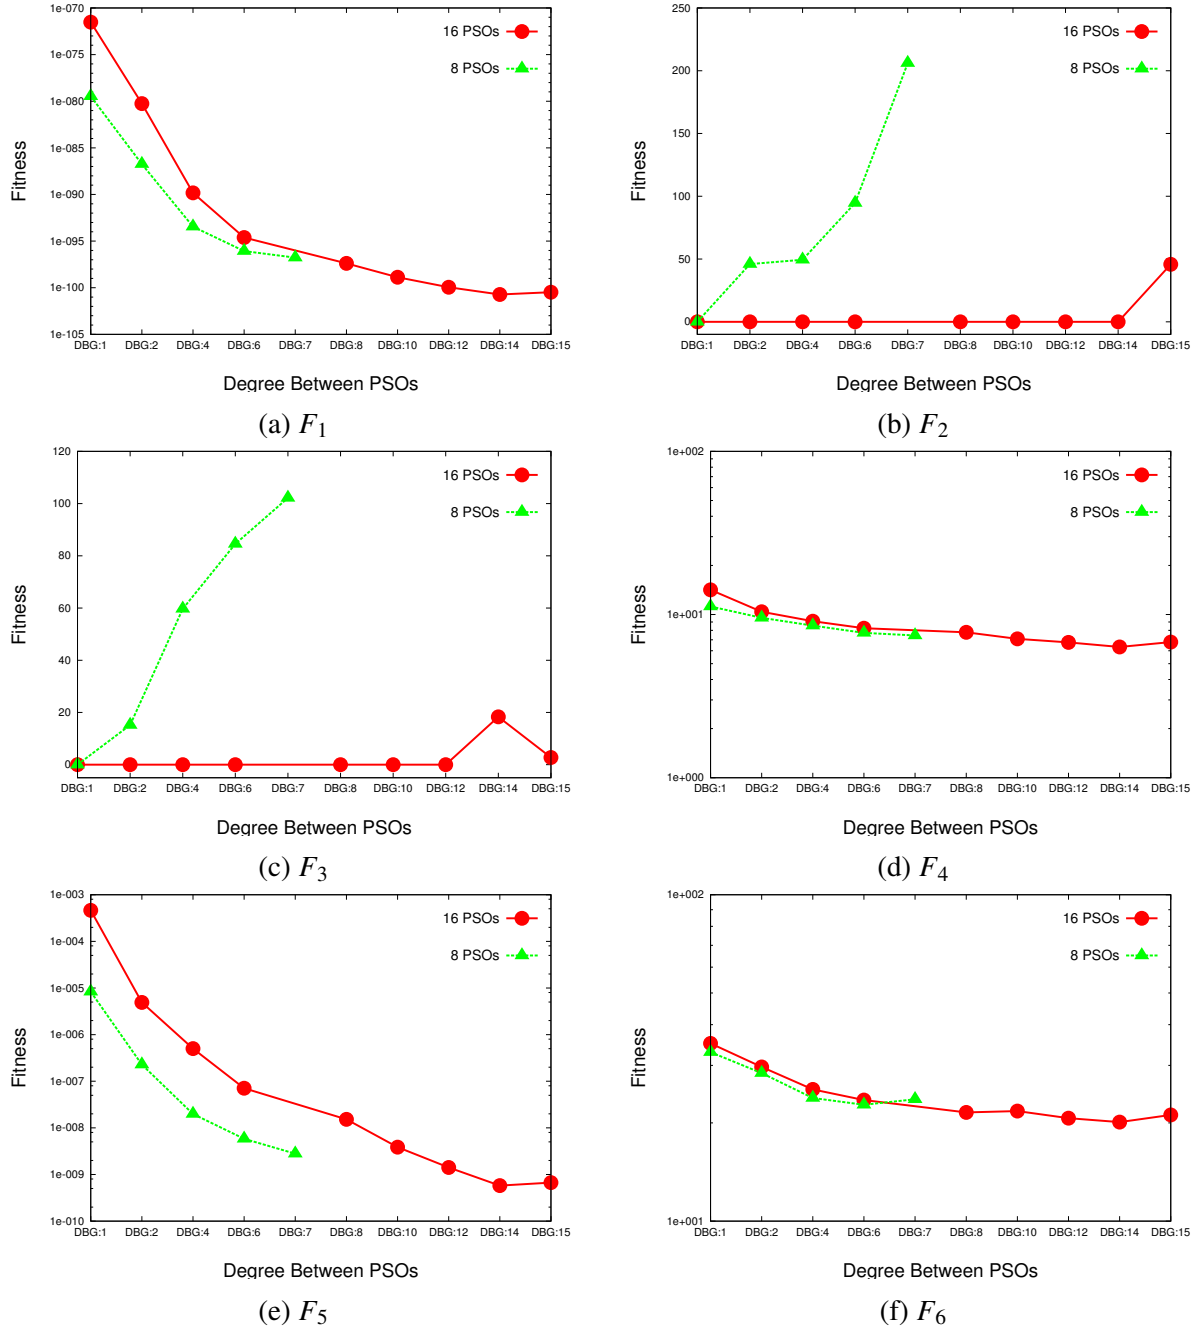 1e-070
1e-075
1e-080
1e-085
1e-090
1e-095
1e-100
1e-105
Fitness
16 PSOs
8 PSOs
DBG:1 DBG:2 DBG:4 DBG:6 DBG:7 DBG:8 DBG:10 DBG:12 DBG:14 DBG:15
Degree Between PSOs
(a) F1
250
200
150
100
50
0
Fitness
16 PSOs
8 PSOs
DBG:1 DBG:2 DBG:4 DBG:6 DBG:7 DBG:8 DBG:10 DBG:12 DBG:14 DBG:15
Degree Between PSOs
(b) F2
120
100
80
60
40
20
0
Fitness
16 PSOs
8 PSOs
DBG:1 DBG:2 DBG:4 DBG:6 DBG:7 DBG:8 DBG:10 DBG:12 DBG:14 DBG:15
Degree Between PSOs
(c) F3
1e+002
1e+001
1e+000
Fitness
16 PSOs
8 PSOs
DBG:1 DBG:2 DBG:4 DBG:6 DBG:7 DBG:8 DBG:10 DBG:12 DBG:14 DBG:15
Degree Between PSOs
(d) F4
1e-003
1e-004
1e-005
1e-006
1e-007
1e-008
1e-009
1e-010
Fitness
16 PSOs
8 PSOs
DBG:1 DBG:2 DBG:4 DBG:6 DBG:7 DBG:8 DBG:10 DBG:12 DBG:14 DBG:15
Degree Between PSOs
(e) F5
1e+002
1e+001
Fitness
16 PSOs
8 PSOs
DBG:1 DBG:2 DBG:4 DBG:6 DBG:7 DBG:8 DBG:10 DBG:12 DBG:14 DBG:15
Degree Between PSOs
(f) F6